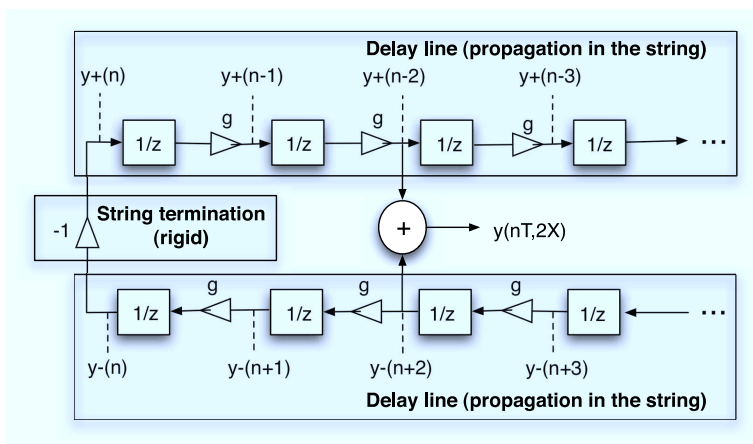 Delay line (propagation in the string)
y+(n) y+(n-1) y+(n-2) y+(n-3)
g g g
1/z 1/z 1/z 1/z ...
String termination
(rigid)
-1
+ y(nT,2X)
g g g
1/z 1/z 1/z 1/z ...
y-(n) y-(n+1) y-(n+2) y-(n+3)
Delay line (propagation in the string)